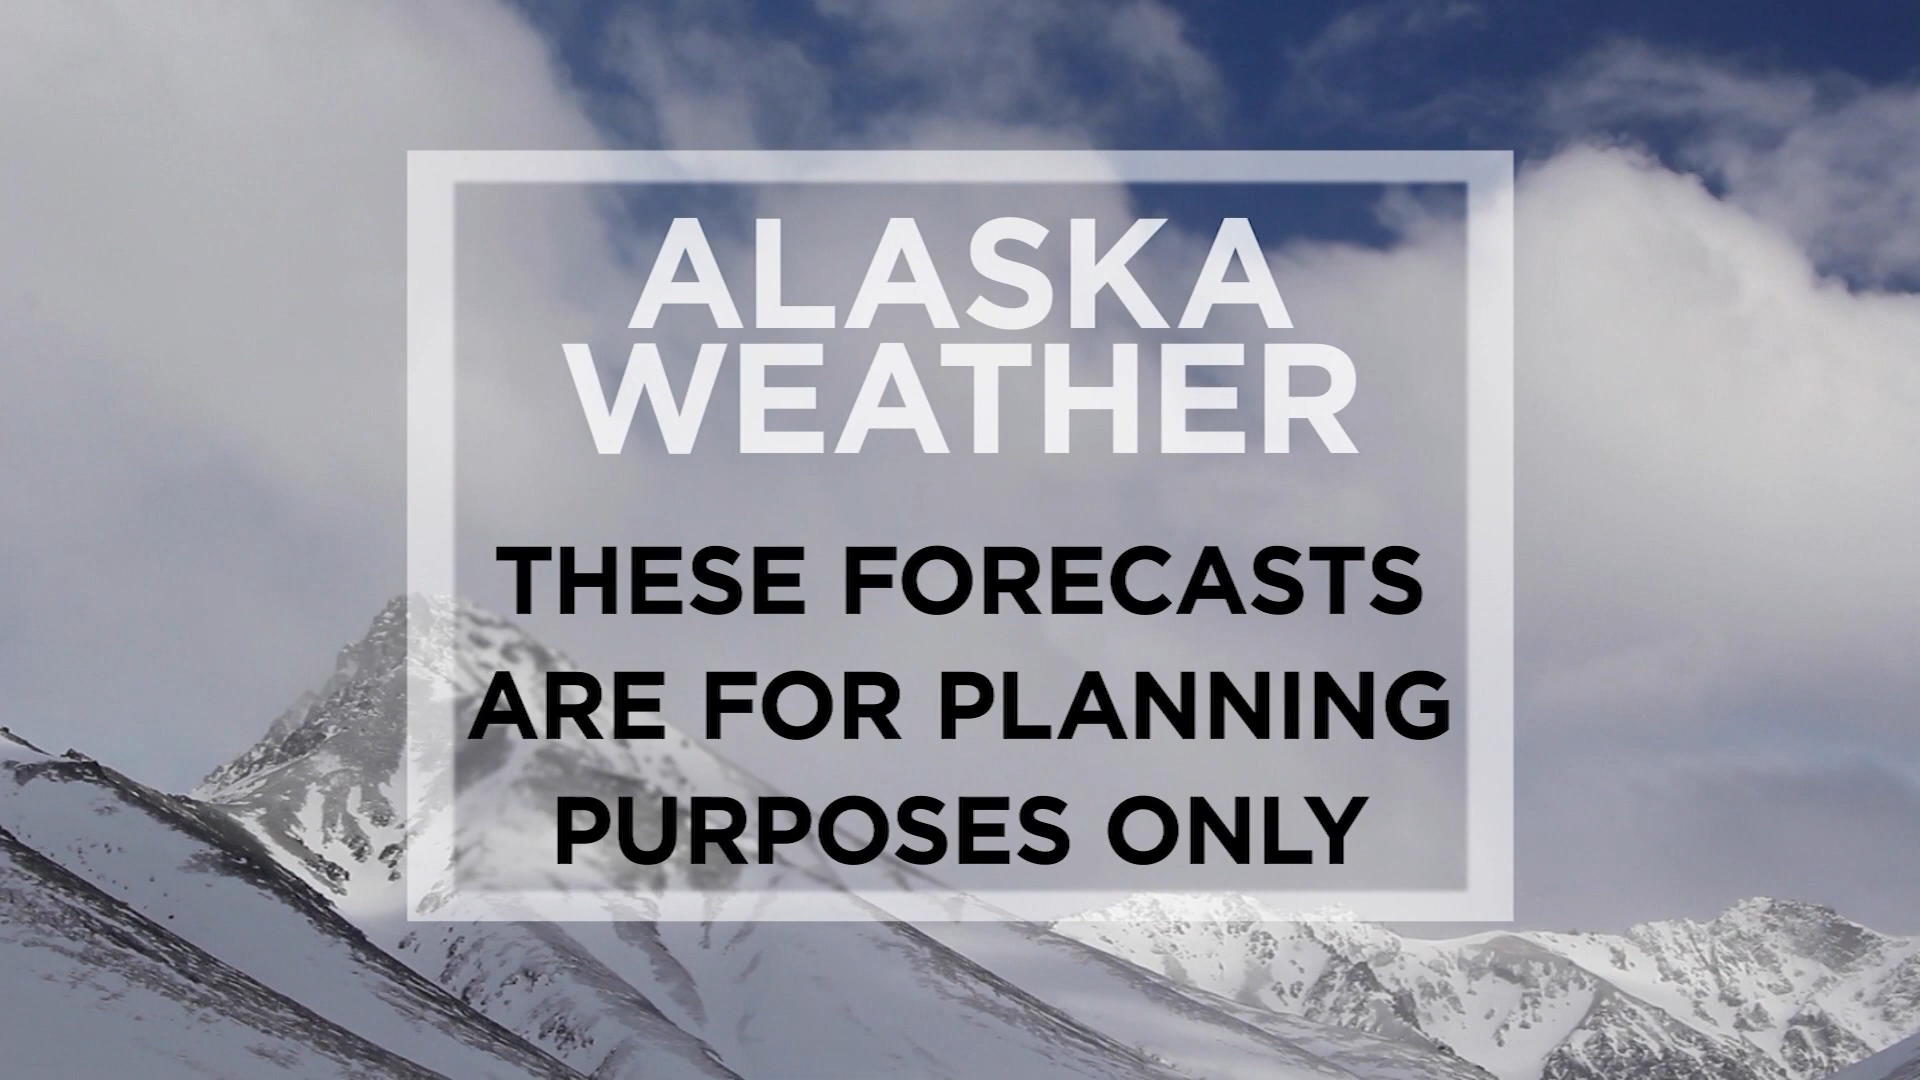 ALASKA
WEATHER
THESE FORECASTS
ARE FOR PLANNING
PURPOSES ONLY